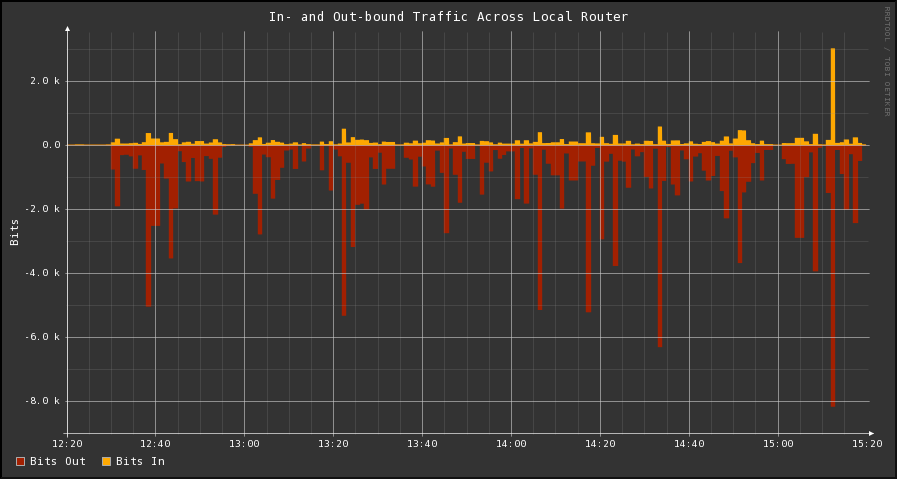 In- and Out-bound Traffic Across Local Router
RRDTOOL / TOBI OETIKER
Bits
2.0 k
0.0
-2.0 k
-4.0 k
-6.0 k
-8.0 k
12:20 12:40 13:00 13:20 13:40 14:00 14:20 14:40 15:00 15:20
Bits Out Bits In